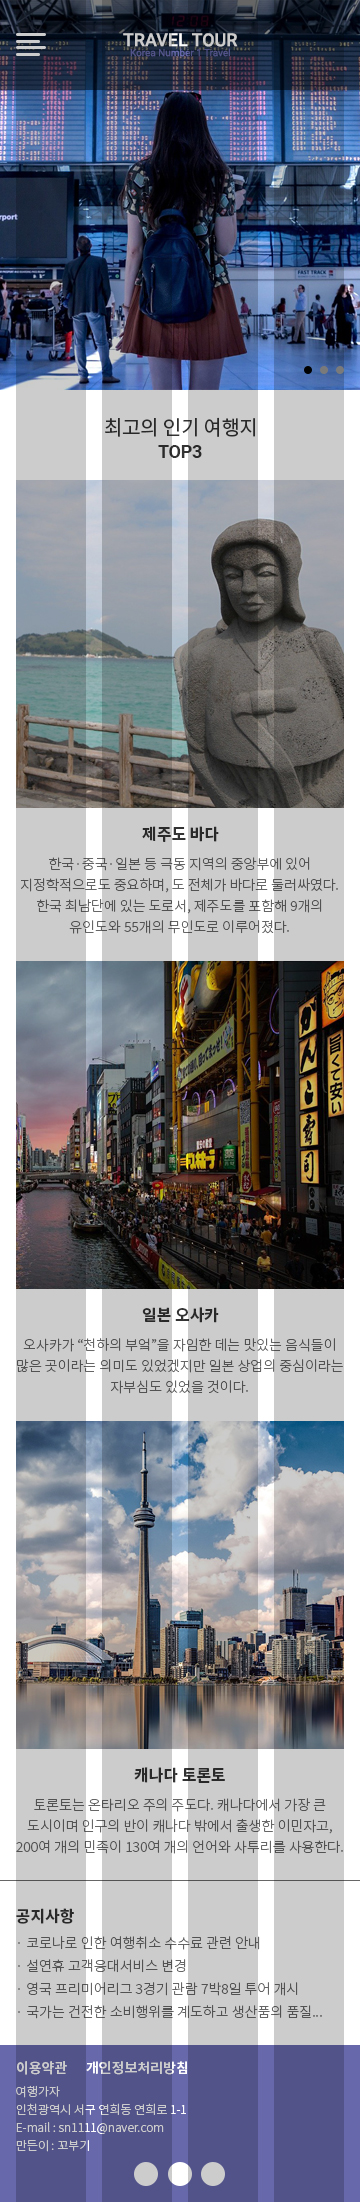 12:08
TRAVEL TOUR
Korea Number 1 Travel
rport
FAST TRACK
최고의 인기 여행지
TOP3
제주도 바다
한국·중국·일본 등 극동 지역의 중앙부에 있어
지정학적으로도 중요하며, 도 전체가 바다로 둘러싸였다.
한국 최남단에 있는 도로서, 제주도를 포함해 9개의
유인도와 55개의 무인도로 이루어졌다.
かんこ寿司
旨くて安い
일본 오사카
오사카가 “천하의 부엌”을 자임한 데는 맛있는 음식들이
많은 곳이라는 의미도 있었겠지만 일본 상업의 중심이라는
자부심도 있었을 것이다.
캐나다 토론토
토론토는 온타리오 주의 주도다. 캐나다에서 가장 큰
도시이며 인구의 반이 캐나다 밖에서 출생한 이민자고,
200여 개의 민족이 130여 개의 언어와 사투리를 사용한다.
공지사항
· 코로나로 인한 여행취소 수수료 관련 안내
· 설연휴 고객응대서비스 변경
· 영국 프리미어리그 3경기 관람 7박8일 투어 개시
· 국가는 건전한 소비행위를 계도하고 생산품의 품질...
이용약관 개인정보처리방침
여행가자
인천광역시 서구 연희동 연희로 1-1
E-mail : sn1111@naver.com
만든이 : 꼬부기